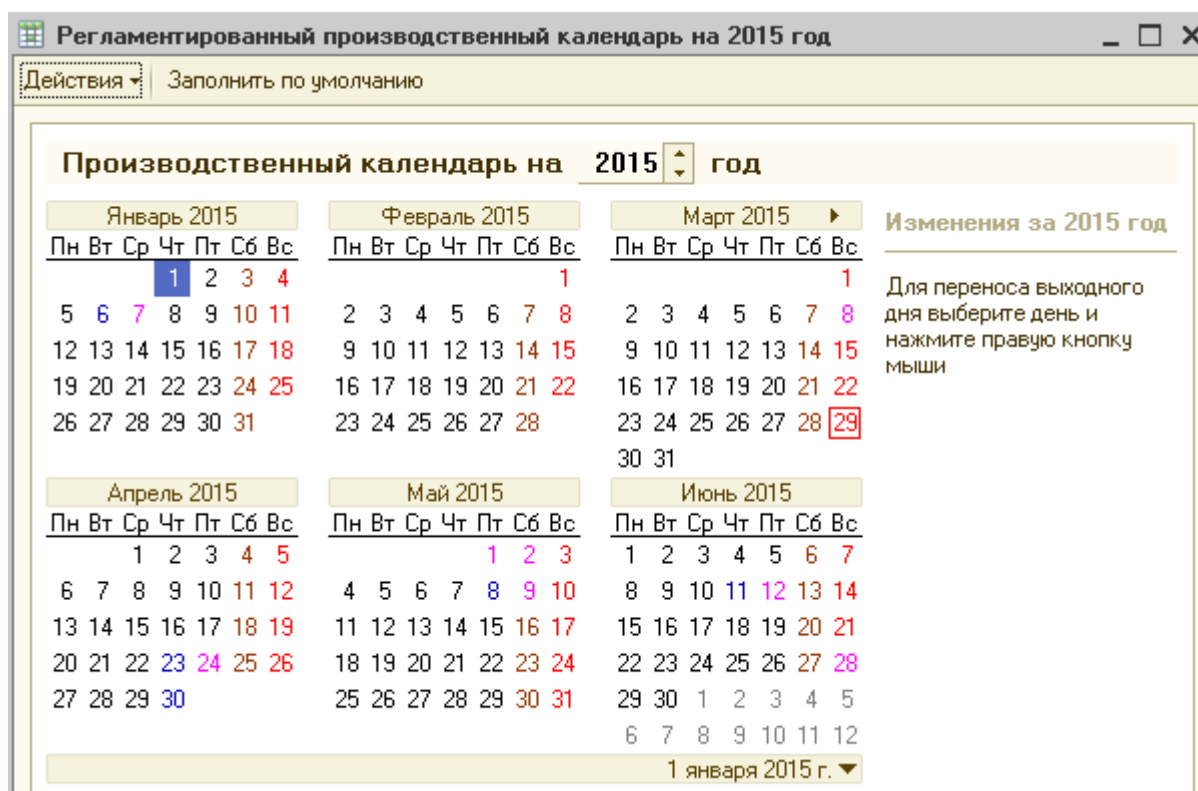 Регламентированный производственный календарь на 2015 год
Действия Заполнить по умолчанию
Производственный календарь на 2015 год
Январь 2015 Февраль 2015 Март 2015
Изменения за 2015 год
Пн Вт Ср Чт Пт Сб Вс Пн Вт Ср Чт Пт Сб Вс Пн Вт Ср Чт Пт Сб Вс
1 2 3 4 1 1
Для переноса выходного
дня выберите день и
нажмите правую кнопку
мыши
5 6 7 8 9 10 11 2 3 4 5 6 7 8 2 3 4 5 6 7 8
12 13 14 15 16 17 18 9 10 11 12 13 14 15 9 10 11 12 13 14 15
19 20 21 22 23 24 25 16 17 18 19 20 21 22 16 17 18 19 20 21 22
26 27 28 29 30 31 23 24 25 26 27 28 23 24 25 26 27 28 29
30 31
Апрель 2015 Май 2015 Июнь 2015
Пн Вт Ср Чт Пт Сб Вс Пн Вт Ср Чт Пт Сб Вс Пн Вт Ср Чт Пт Сб Вс
1 2 3 4 5 1 2 3 1 2 3 4 5 6 7
6 7 8 9 10 11 12 4 5 6 7 8 9 10 8 9 10 11 12 13 14
13 14 15 16 17 18 19 11 12 13 14 15 16 17 15 16 17 18 19 20 21
20 21 22 23 24 25 26 18 19 20 21 22 23 24 22 23 24 25 26 27 28
27 28 29 30 25 26 27 28 29 30 31 29 30 1 2 3 4 5
6 7 8 9 10 11 12
1 января 2015 г.